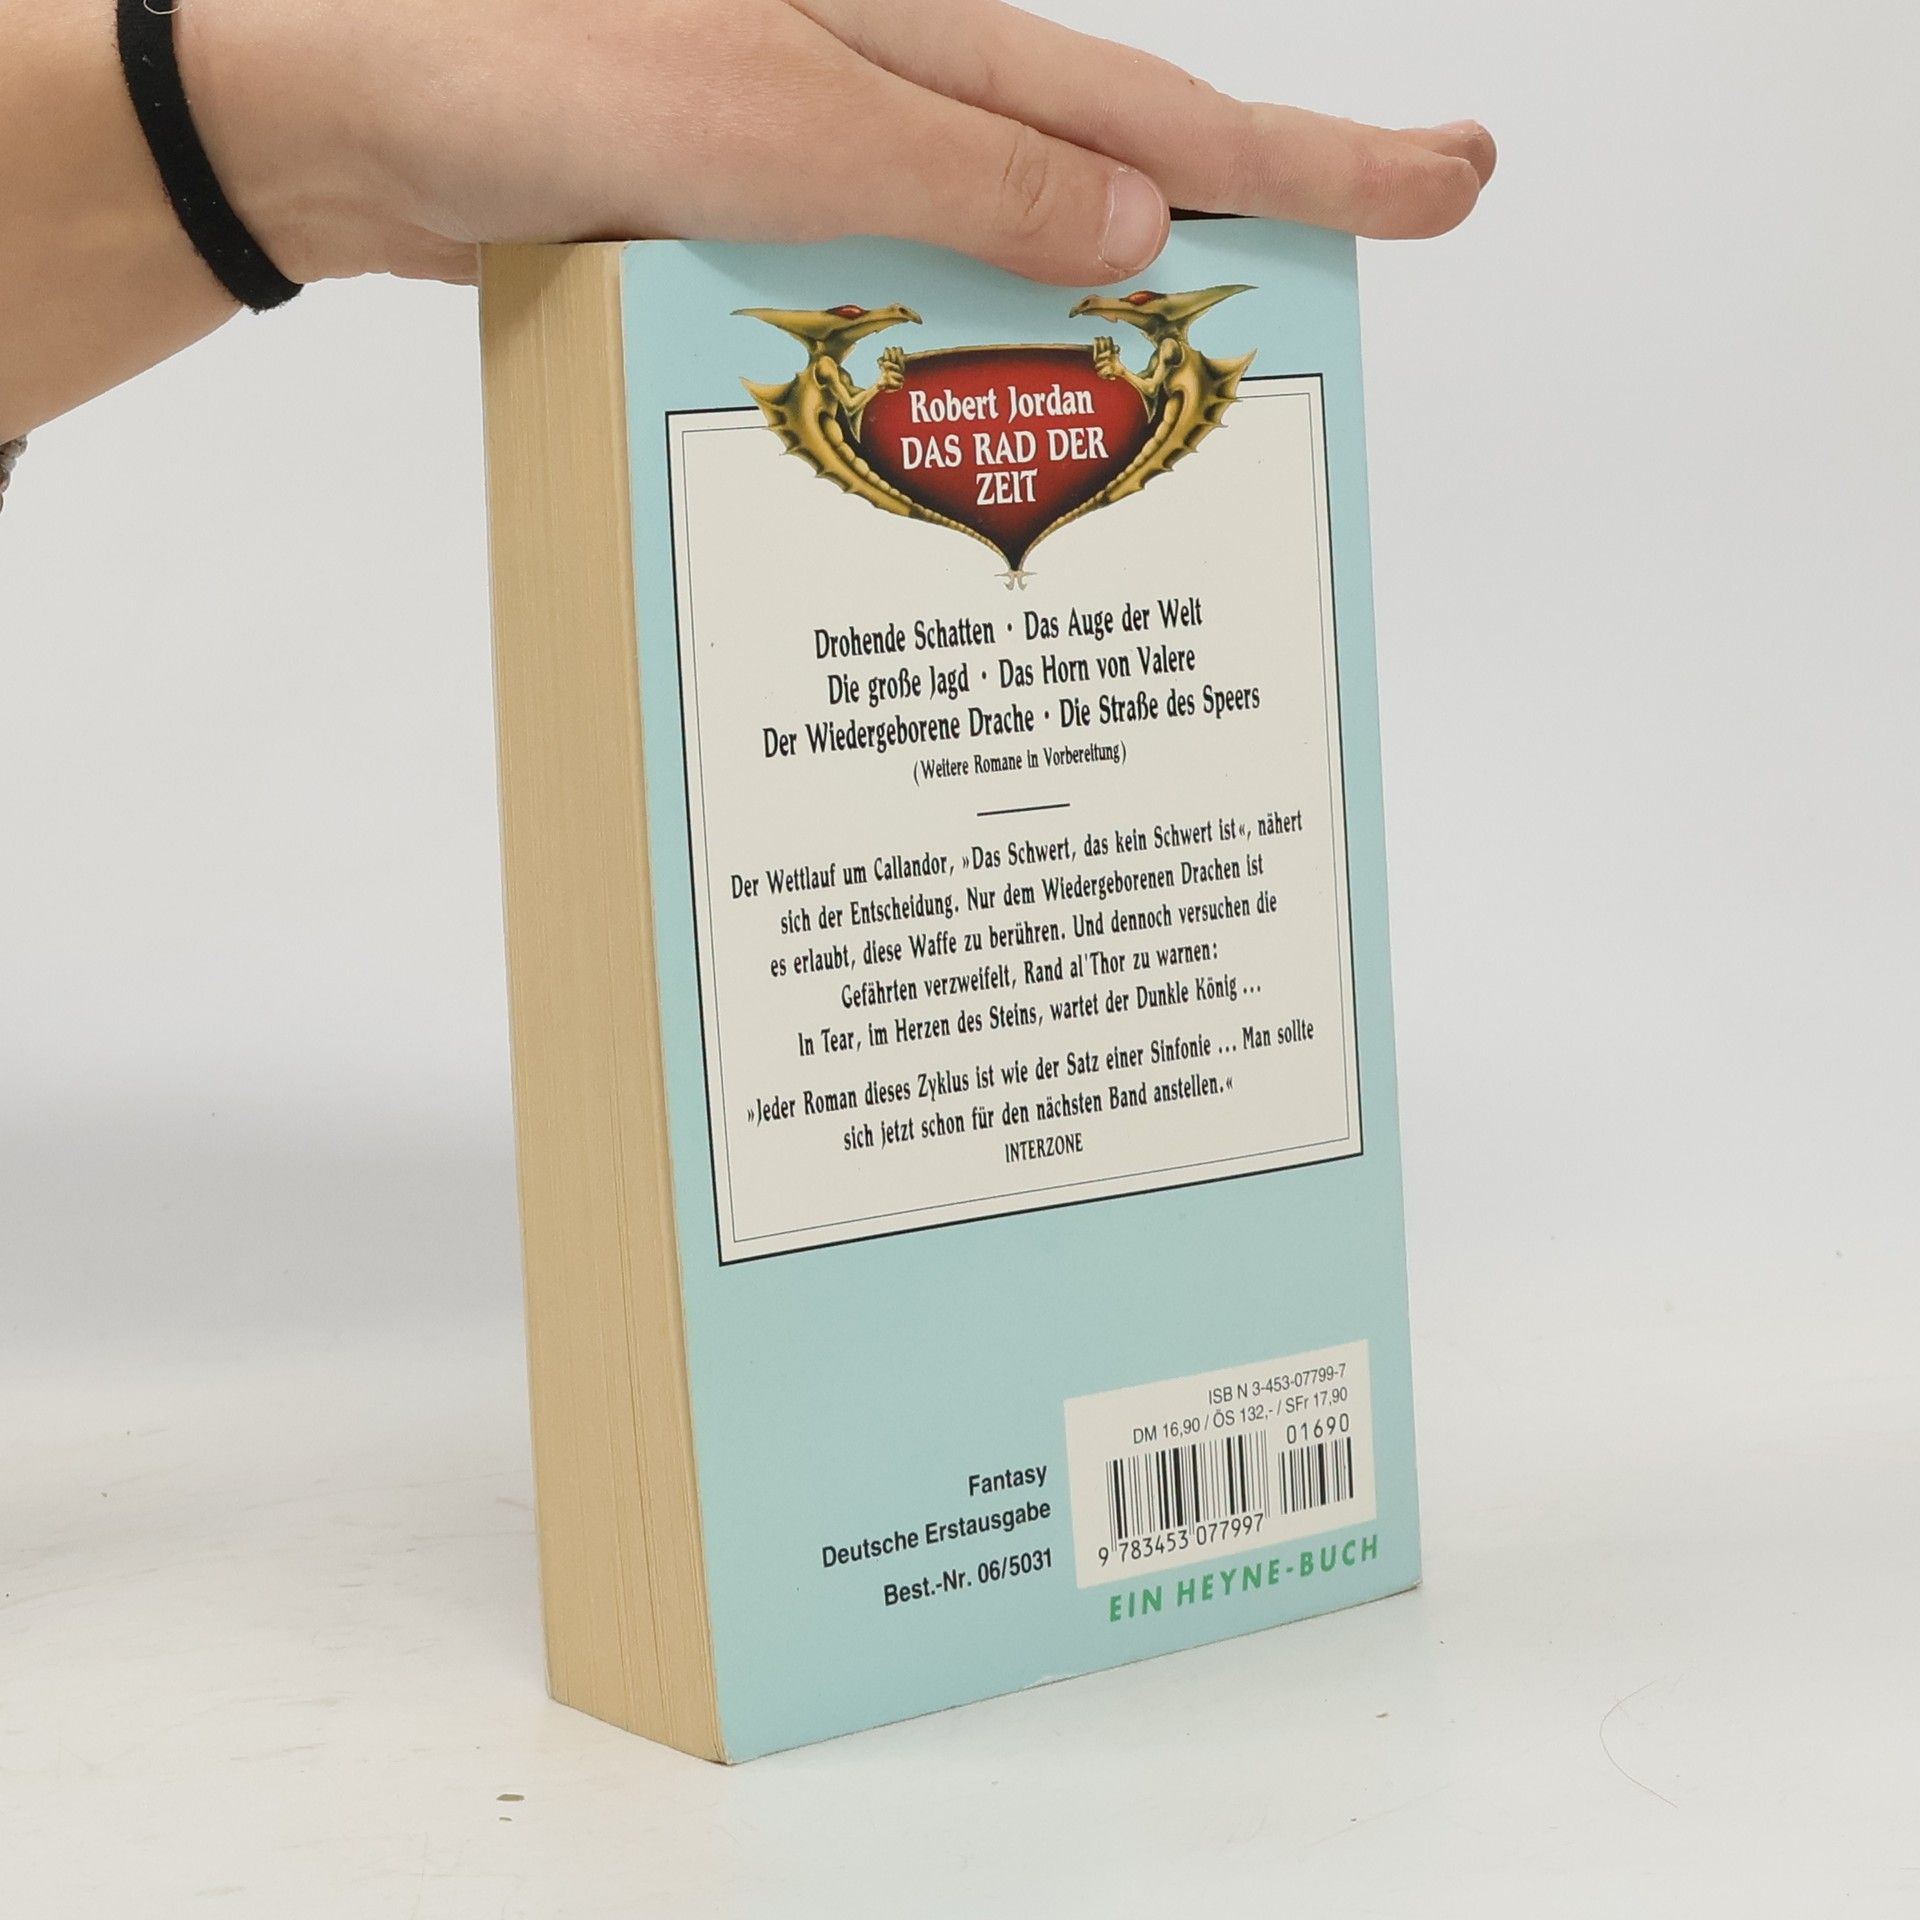 Robert Jordan
DAS RAD DER
ZEIT
Drohende Schatten · Das Auge der Welt
Die große Jagd · Das Horn von Valere
Der Wiedergeborene Drache · Die Straße des Speers
(Weitere Romane in Vorbereitung)
Der Wettlauf um Callandor, »Das Schwert, das kein Schwert ist«, nähert
sich der Entscheidung. Nur dem Wiedergeborenen Drachen ist
es erlaubt, diese Waffe zu berühren. Und dennoch versuchen die
Gefährten verzweifelt, Rand al'Thor zu warnen:
In Tear, im Herzen des Steins, wartet der Dunkle König ...
»Jeder Roman dieses Zyklus ist wie der Satz einer Sinfonie ... Man sollte
sich jetzt schon für den nächsten Band anstellen.«
INTERZONE
Fantasy
Deutsche Erstausgabe
Best.-Nr. 06/5031
ISBN 3-453-07799-7
DM 16,90 / ÖS 132,- / SFr 17,90
01690
9 783453 077997
EIN HEYNE-BUCH